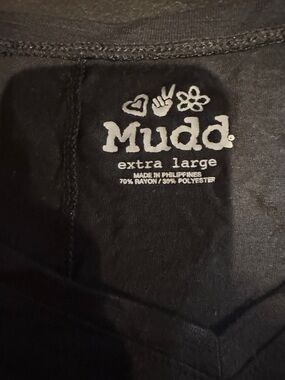 Mudd.
extra large
MADE IN PHILIPPINES
70% RAYON / 30% POLYESTER